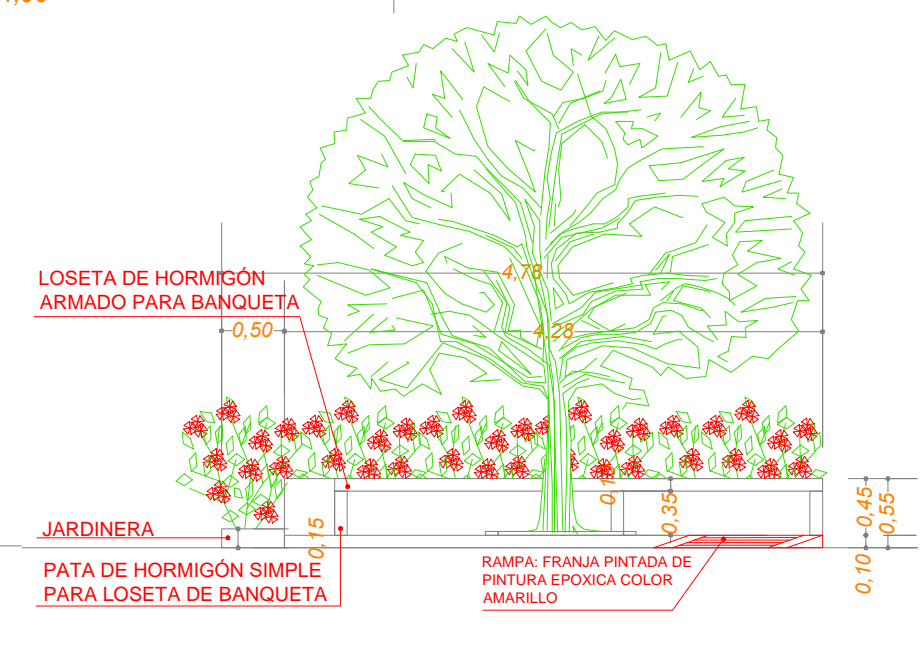 4,78
LOSETA DE HORMIGÓN
ARMADO PARA BANQUETA
0,50
4,28
0,35
0,45
0,55
0,15
JARDINERA
PATA DE HORMIGÓN SIMPLE
PARA LOSETA DE BANQUETA
RAMPA: FRANJA PINTADA DE
PINTURA EPOXICA COLOR
AMARILLO
0,10